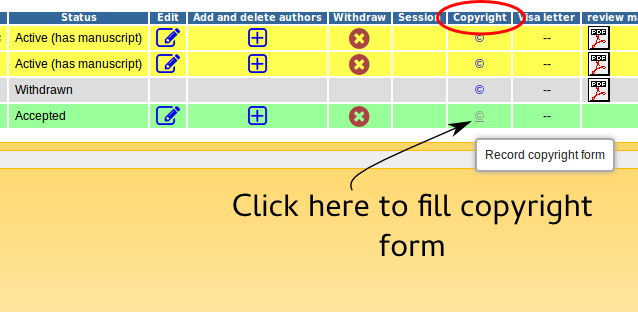 Status Edit Add and delete authors Withdraw Session Copyright Visa letter review ma
Active (has manuscript) © -- PDF
Active (has manuscript) © -- PDF
Withdrawn © -- PDF
Accepted © --
Record copyright form
Click here to fill copyright
form